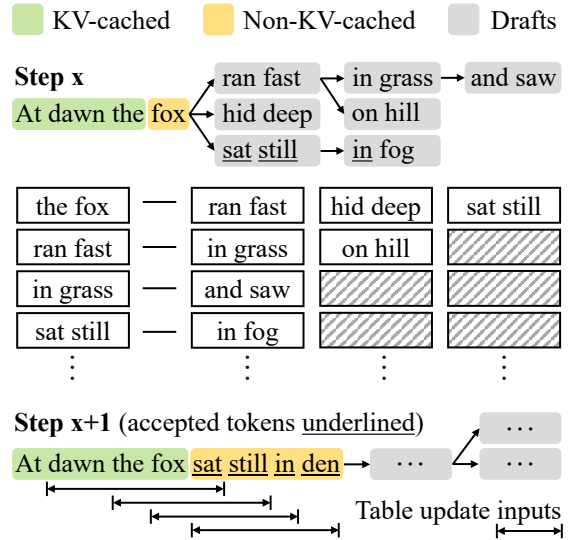 KV-cached Non-KV-cached Drafts
Step x
ran fast in grass and saw
At dawn the fox hid deep on hill
sat still in fog
the fox — ran fast hid deep sat still
ran fast — in grass on hill
in grass — and saw
sat still — in fog
⋮ ⋮ ⋮ ⋮
Step x+1 (accepted tokens underlined)
⋯
At dawn the fox sat still in den ⋯ ⋯
Table update inputs